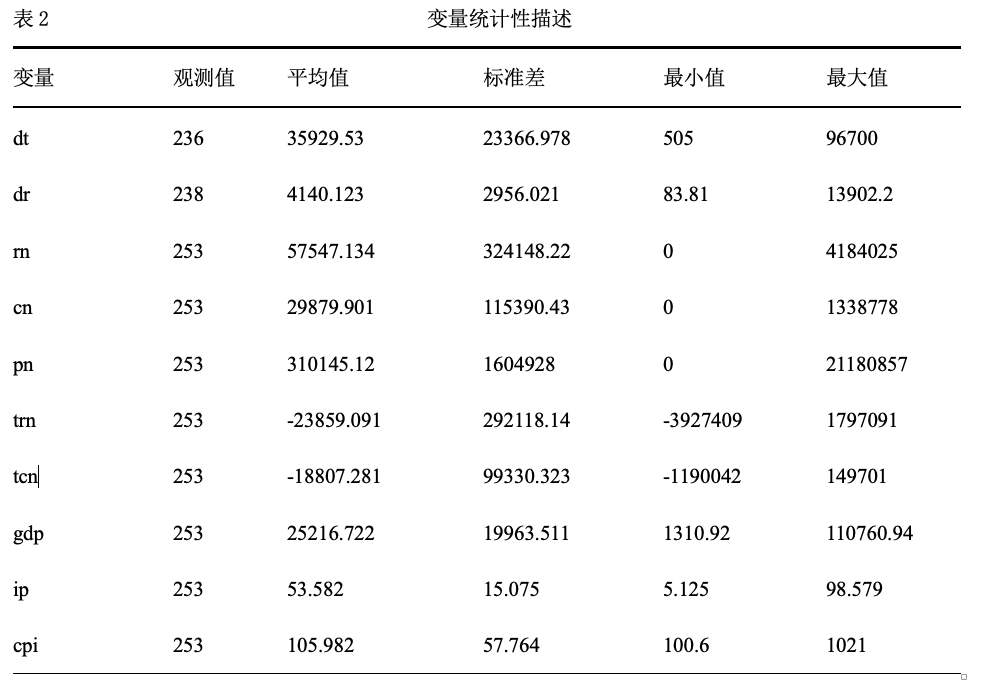 表 2 变量统计性描述
变量 观测值 平均值 标准差 最小值 最大值
dt 236 35929.53 23366.978 505 96700
dr 238 4140.123 2956.021 83.81 13902.2
rn 253 57547.134 324148.22 0 4184025
cn 253 29879.901 115390.43 0 1338778
pn 253 310145.12 1604928 0 21180857
trn 253 -23859.091 292118.14 -3927409 1797091
tcn 253 -18807.281 99330.323 -1190042 149701
gdp 253 25216.722 19963.511 1310.92 110760.94
ip 253 53.582 15.075 5.125 98.579
cpi 253 105.982 57.764 100.6 1021